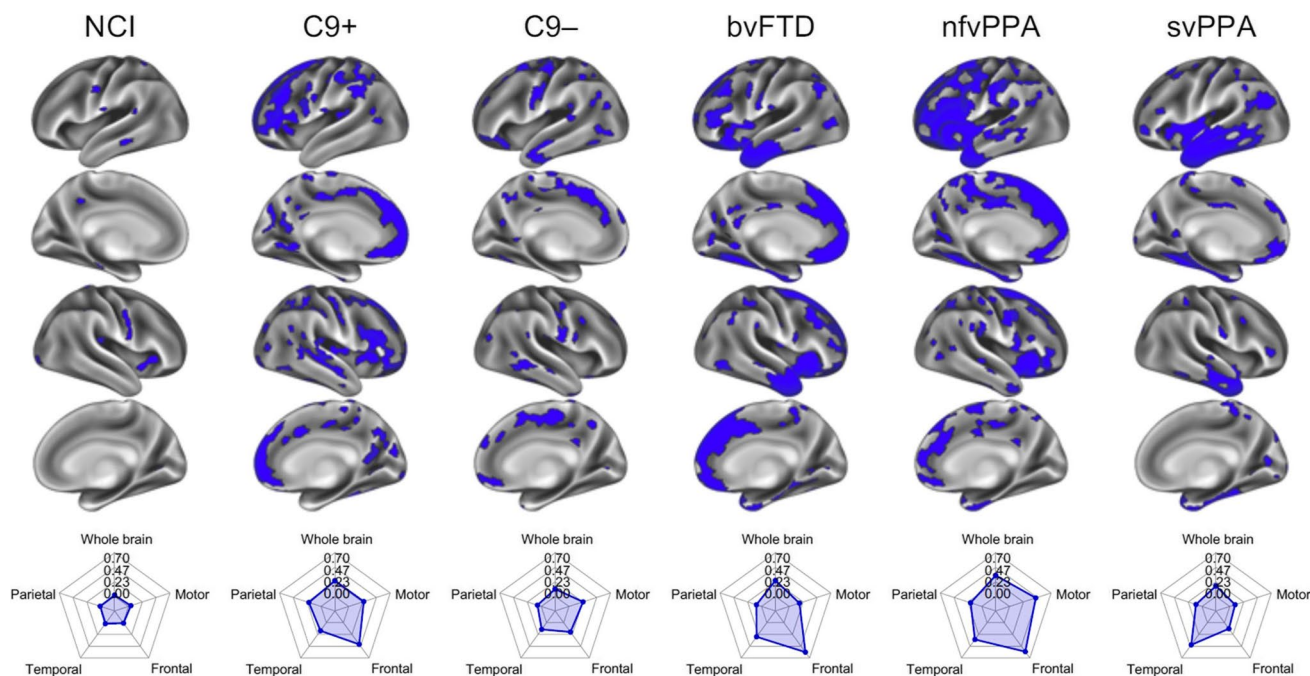 NCI C9+ C9– bvFTD nfvPPA svPPA
Whole brain Whole brain Whole brain Whole brain Whole brain Whole brain
0.70 0.70 0.70 0.70 0.70 0.70
0.47 0.47 0.47 0.47 0.47 0.47
0.23 0.23 0.23 0.23 0.23 0.23
Parietal 0.00 Motor Parietal 0.00 Motor Parietal 0.00 Motor Parietal 0.00 Motor Parietal 0.00 Motor Parietal 0.00 Motor
Temporal Frontal Temporal Frontal Temporal Frontal Temporal Frontal Temporal Frontal Temporal Frontal